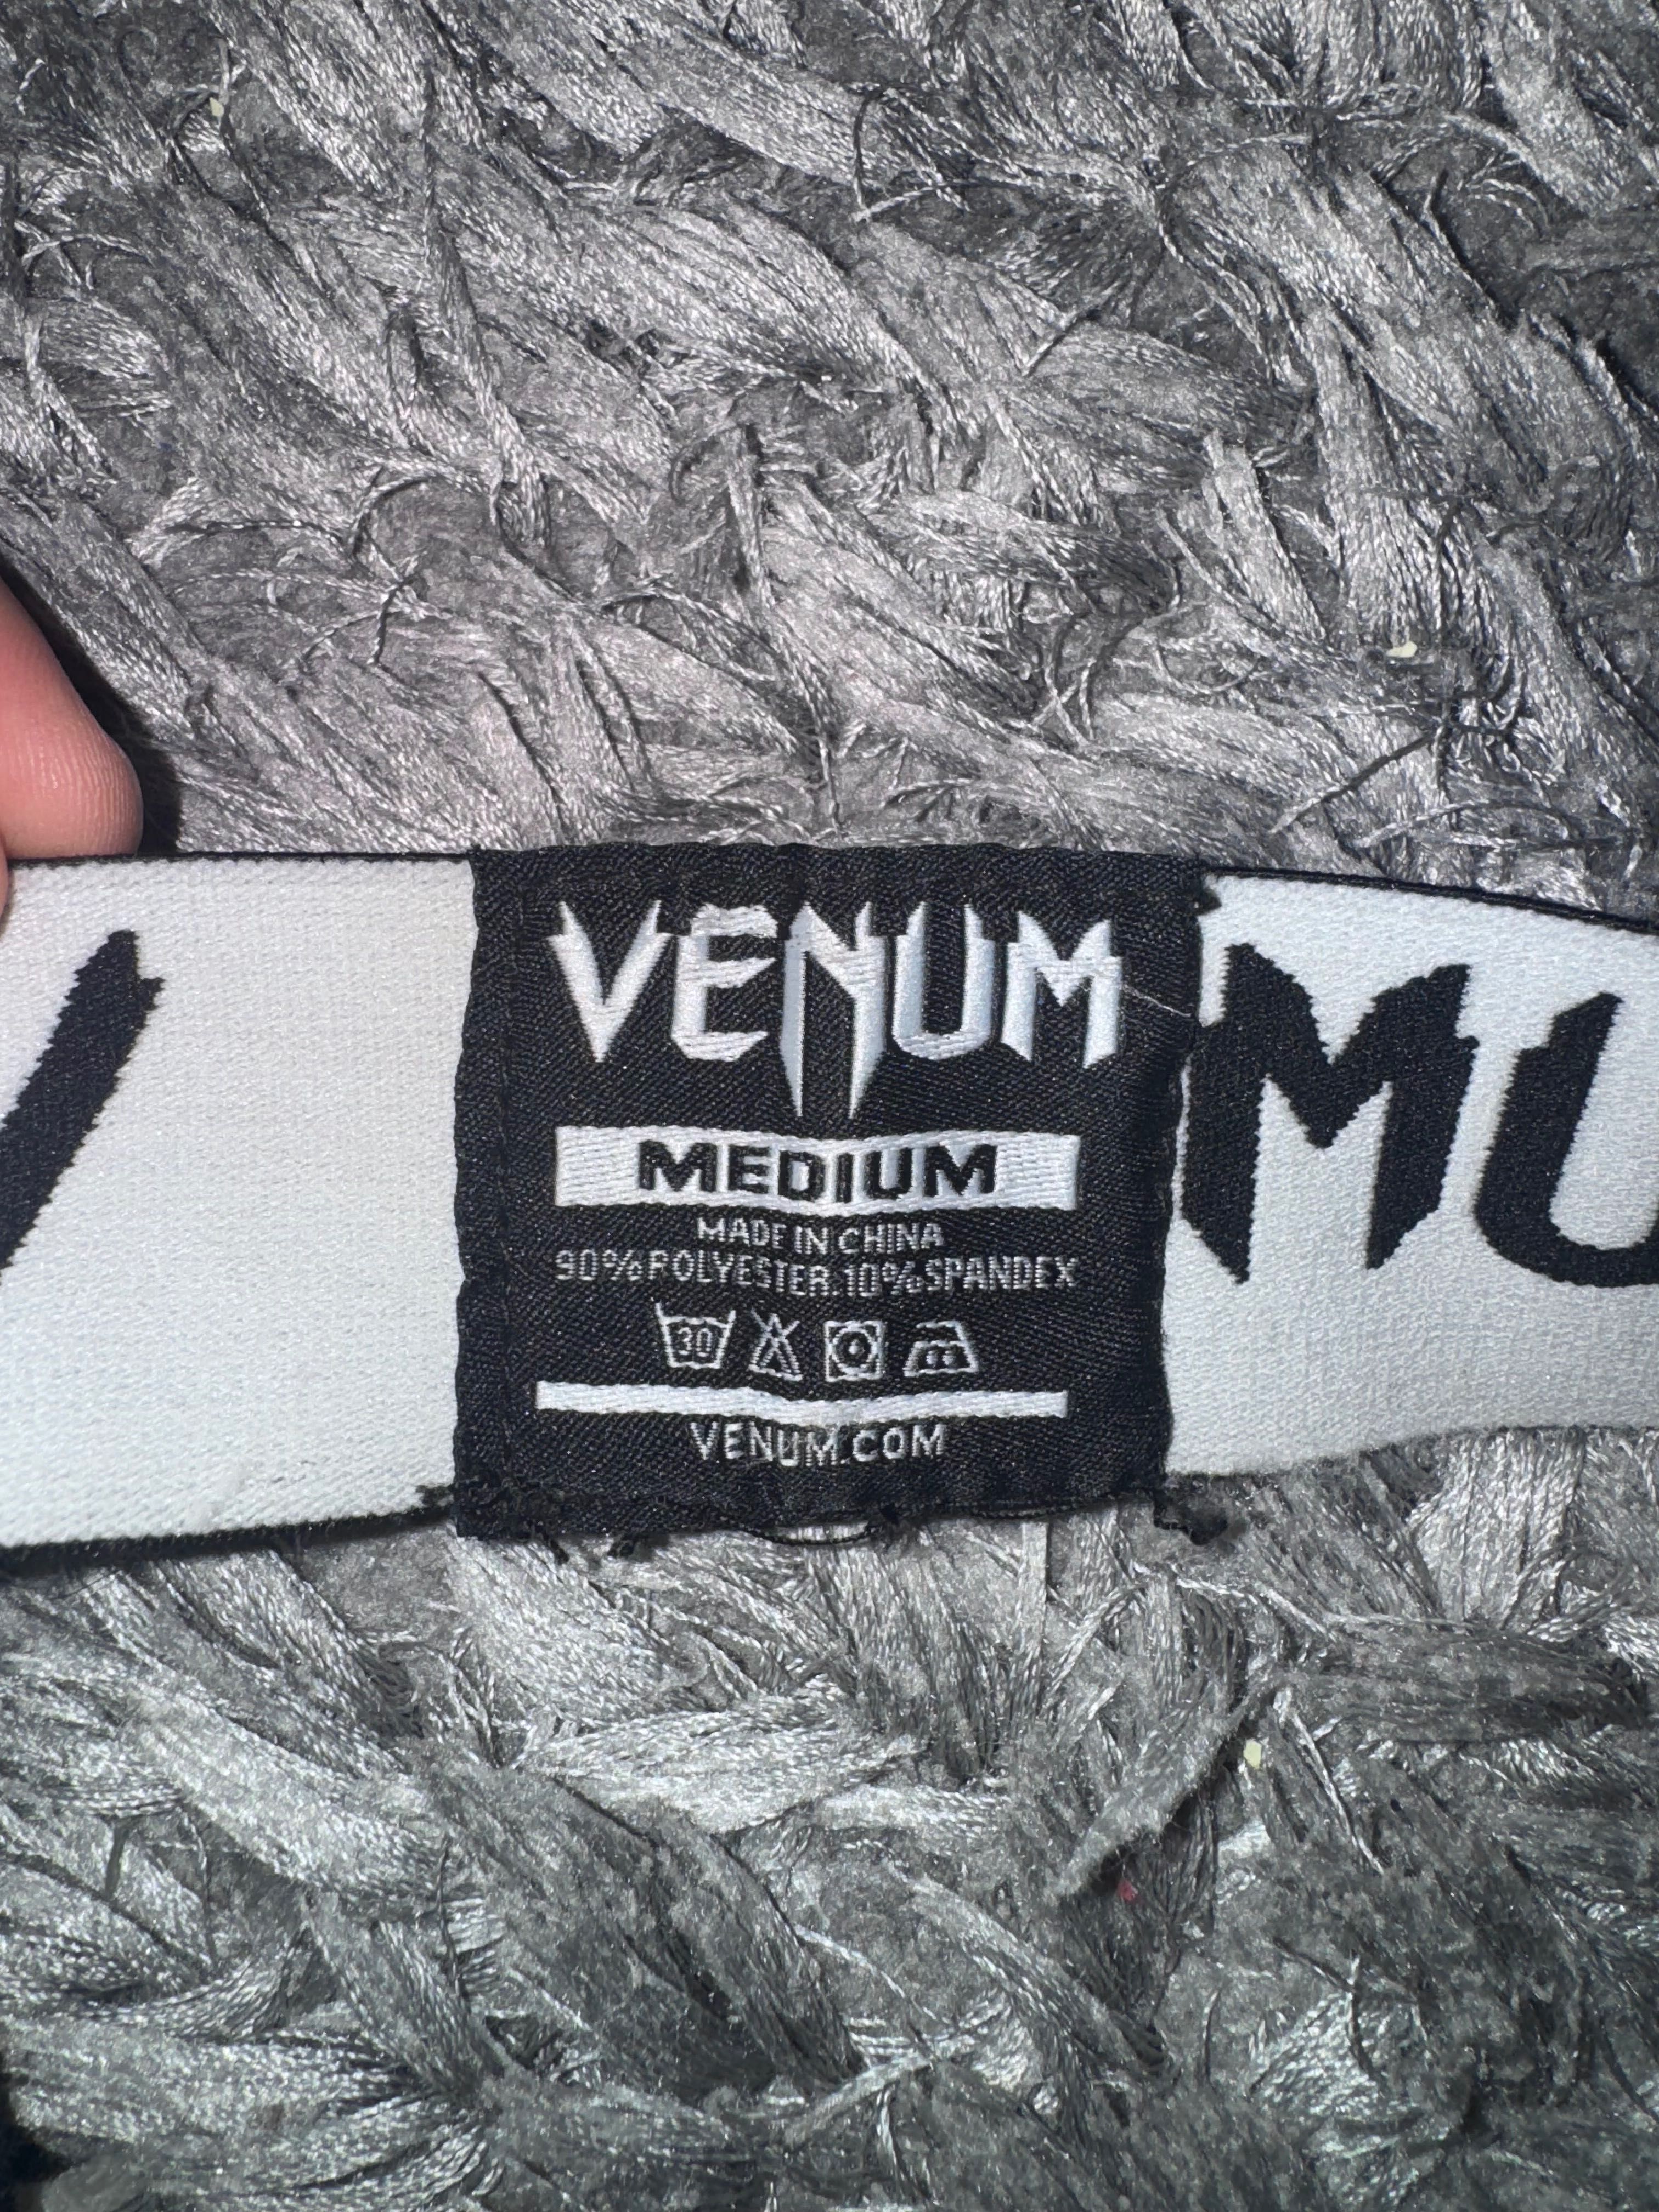 VENUM
MEDIUM
MADE IN CHINA
90%POLYESTER.10%SPANDEX
30
VENUM.COM
MU